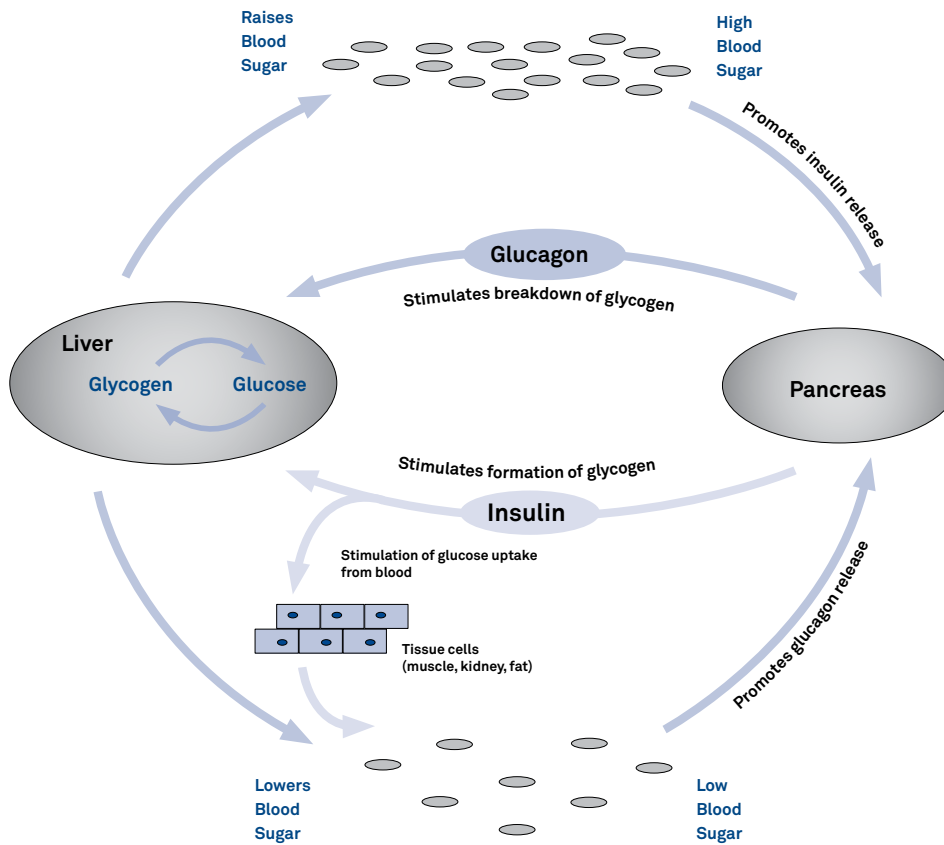 Raises
Blood
Sugar
High
Blood
Sugar
Promotes insulin release
Glucagon
Stimulates breakdown of glycogen
Liver
Glycogen
Glucose
Pancreas
Stimulates formation of glycogen
Insulin
Stimulation of glucose uptake
from blood
Tissue cells
(muscle, kidney, fat)
Promotes glucagon release
Lowers
Blood
Sugar
Low
Blood
Sugar